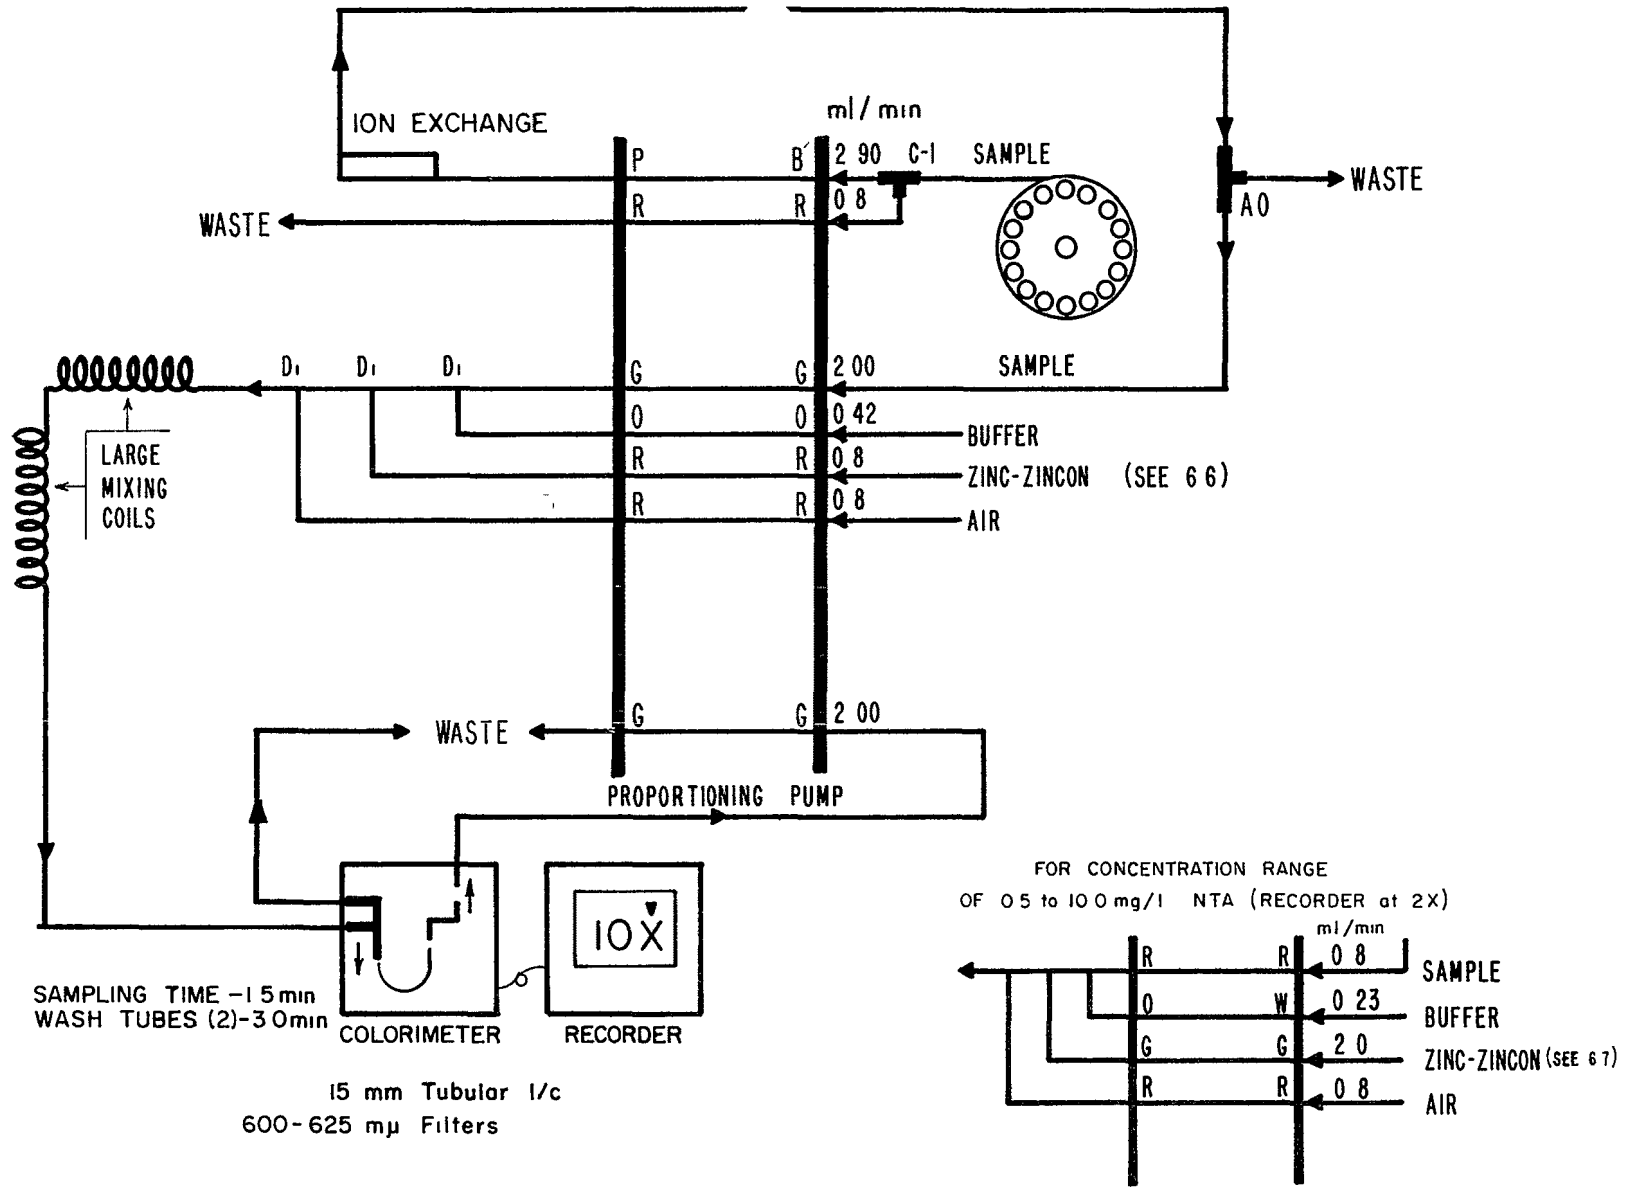 ml/min
ION EXCHANGE
P B´ 2 90 C-1 SAMPLE
WASTE
R R 0 8
WASTE
A0
D1 D1 D1 G G 2 00 SAMPLE
O O 0 42 BUFFER
R R 0 8 ZINC-ZINCON (SEE 6 6)
R R 0 8 AIR
LARGE
MIXING
COILS
WASTE G G 2 00
PROPORTIONING PUMP
10X
SAMPLING TIME -1 5 min
WASH TUBES (2)-3 0 min
COLORIMETER
RECORDER
15 mm Tubular f/c
600-625 mµ Filters
FOR CONCENTRATION RANGE
OF 0 5 to 10 0 mg/l NTA (RECORDER at 2X)
ml/min
R R 0 8 SAMPLE
O W 0 23 BUFFER
G G 2 0 ZINC-ZINCON (SEE 6 7)
R R 0 8 AIR